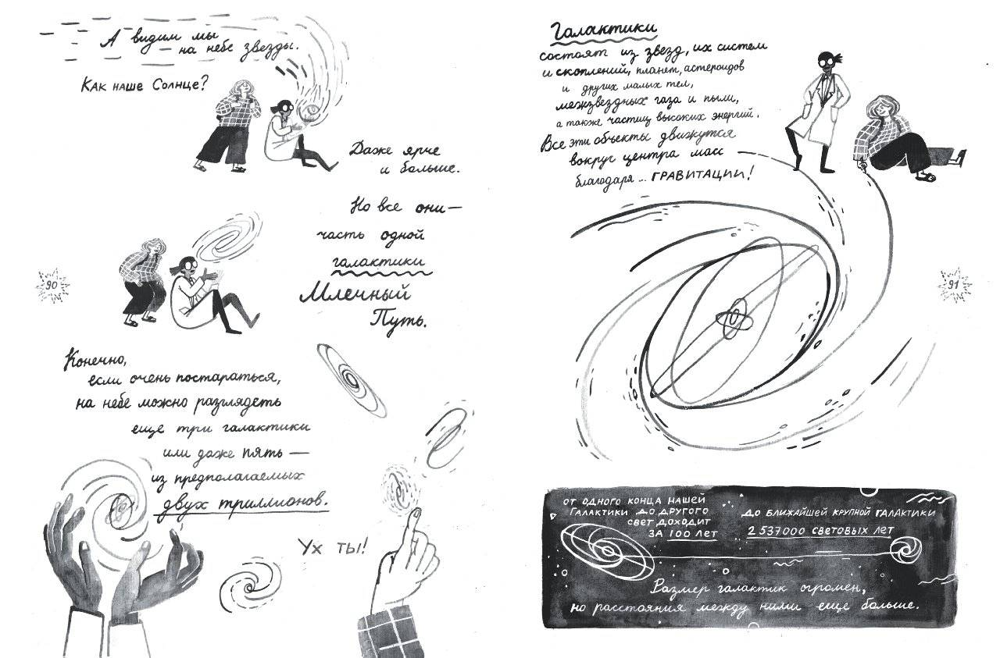 А видим мы
— на небе звезды.
Как наше Солнце?
Даже ярче
и больше.
Но все они —
часть одной
галактики
Млечный
Путь.
90
Конечно,
если очень постараться,
на небе можно разглядеть
еще три галактики
или даже пять —
из предполагаемых
двух триллионов.
Ух ты!
Галактики
состоят из звезд, их систем
и скоплений, планет, астероидов
и других малых тел,
межзвездных газа и пыли,
а также частиц высоких энергий.
Все эти объекты движутся
вокруг центра масс
благодаря ... ГРАВИТАЦИИ!
91
ОТ ОДНОГО КОНЦА НАШЕЙ
ГАЛАКТИКИ ДО ДРУГОГО
СВЕТ ДОХОДИТ
ЗА 100 ЛЕТ
ДО БЛИЖАЙШЕЙ КРУПНОЙ ГАЛАКТИКИ
2 537 000 СВЕТОВЫХ ЛЕТ
Размер галактик огромен,
но расстояния между ними еще больше.